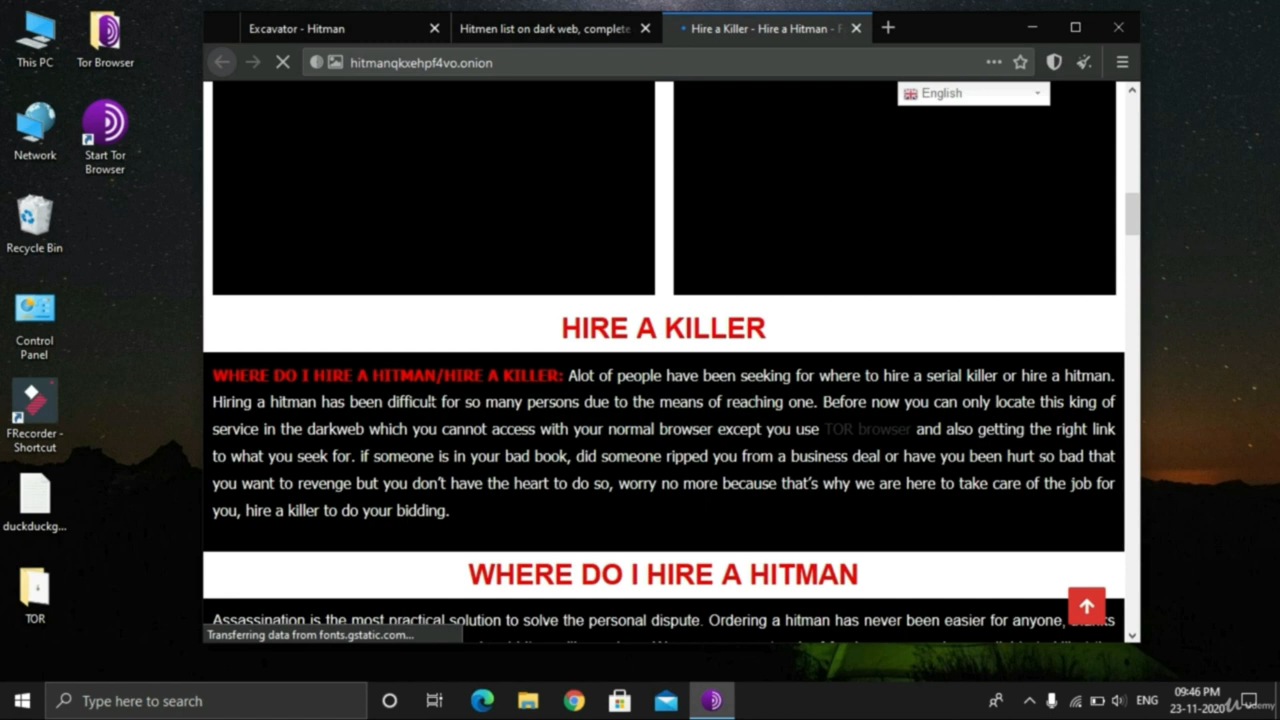 This PC
Tor Browser
Network
Start Tor
Browser
Recycle Bin
Control
Panel
FRecorder -
Shortcut
duckduckg...
TOR
Excavator - Hitman
Hitmen list on dark web, complete
Hire a Killer - Hire a Hitman - F
hitmanqkxehpf4vo.onion
English
HIRE A KILLER
WHERE DO I HIRE A HITMAN/HIRE A KILLER: Alot of people have been seeking for where to hire a serial killer or hire a hitman.
Hiring a hitman has been difficult for so many persons due to the means of reaching one. Before now you can only locate this king of
service in the darkweb which you cannot access with your normal browser except you use TOR browser and also getting the right link
to what you seek for. if someone is in your bad book, did someone ripped you from a business deal or have you been hurt so bad that
you want to revenge but you don't have the heart to do so, worry no more because that's why we are here to take care of the job for
you, hire a killer to do your bidding.
WHERE DO I HIRE A HITMAN
Assassination is the most practical solution to solve the personal dispute. Ordering a hitman has never been easier for anyone, thanks
Transferring data from fonts.gstatic.com...
Type here to search
ENG
09:46 PM
23-11-2020
Udemy